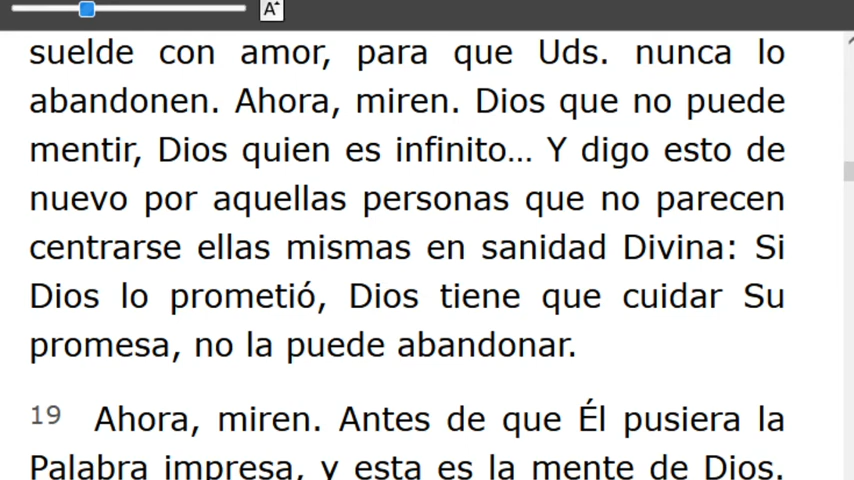 A
suelde con amor, para que Uds. nunca lo
abandonen. Ahora, miren. Dios que no puede
mentir, Dios quien es infinito... Y digo esto de
nuevo por aquellas personas que no parecen
centrarse ellas mismas en sanidad Divina: Si
Dios lo prometió, Dios tiene que cuidar Su
promesa, no la puede abandonar.
19 Ahora, miren. Antes de que Él pusiera la
Palabra impresa, y esta es la mente de Dios.